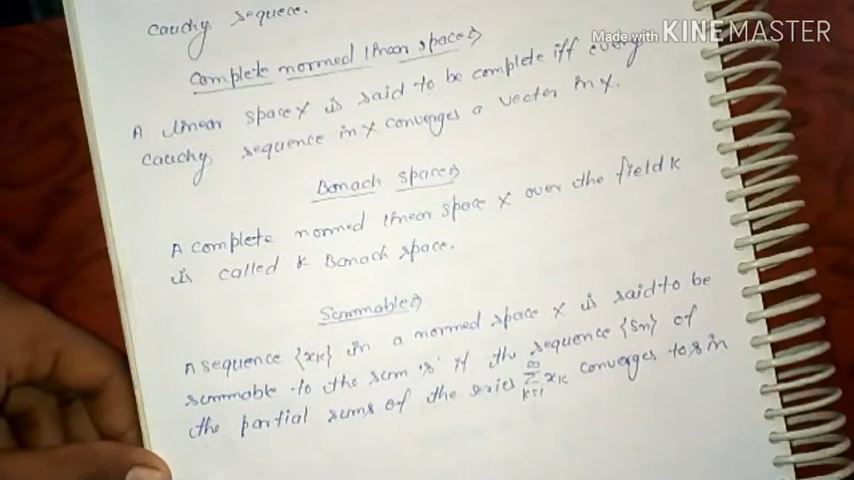 Made with KINEMASTER
cauchy sequece.
complete normed linear space:>
A linear space X is said to be complete iff every
cauchy sequence in X converges a vector in X.
Banach space:>
A complete normed linear space X over the field K
is called K Banach space.
Summable:>
A sequence {xk} in a normed space X is said to be
summable to the sum 's' if the sequence {sn} of
the partial sums of the series ∞∑k=1 xk converges to s in